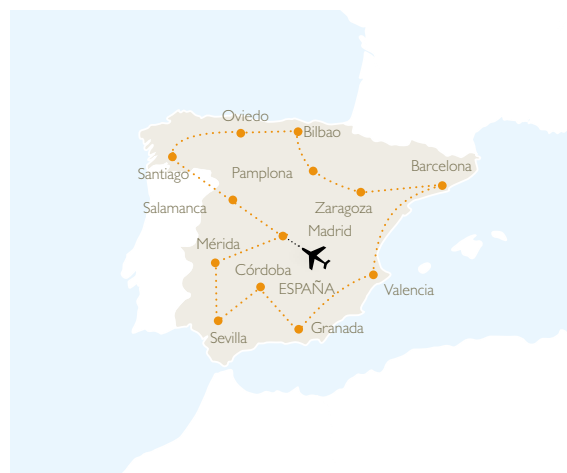 Oviedo
Bilbao
Santiago
Pamplona
Barcelona
Salamanca
Zaragoza
Madrid
Mérida
Córdoba
ESPAÑA
Valencia
Sevilla
Granada